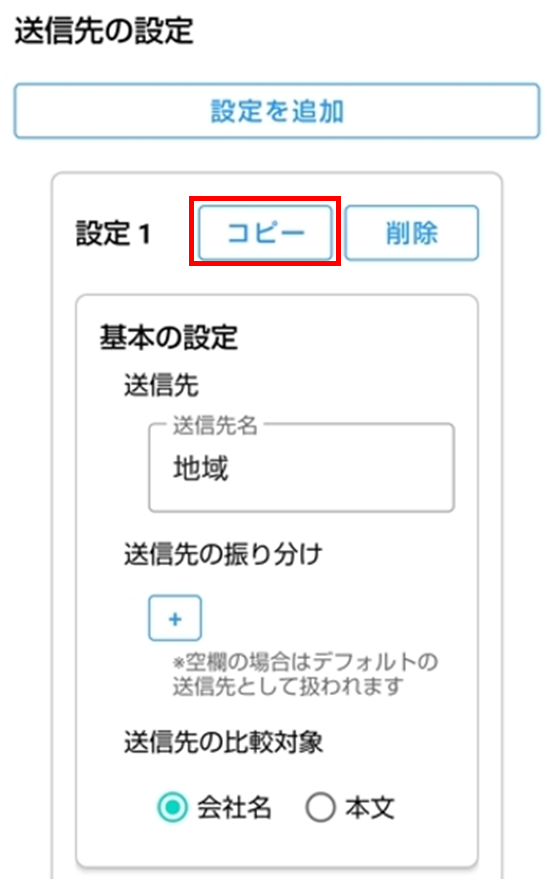 送信先の設定
設定を追加
設定 1
コピー
削除
基本の設定
送信先
送信先名
地域
送信先の振り分け
+
※空欄の場合はデフォルトの
送信先として扱われます
送信先の比較対象
会社名
本文